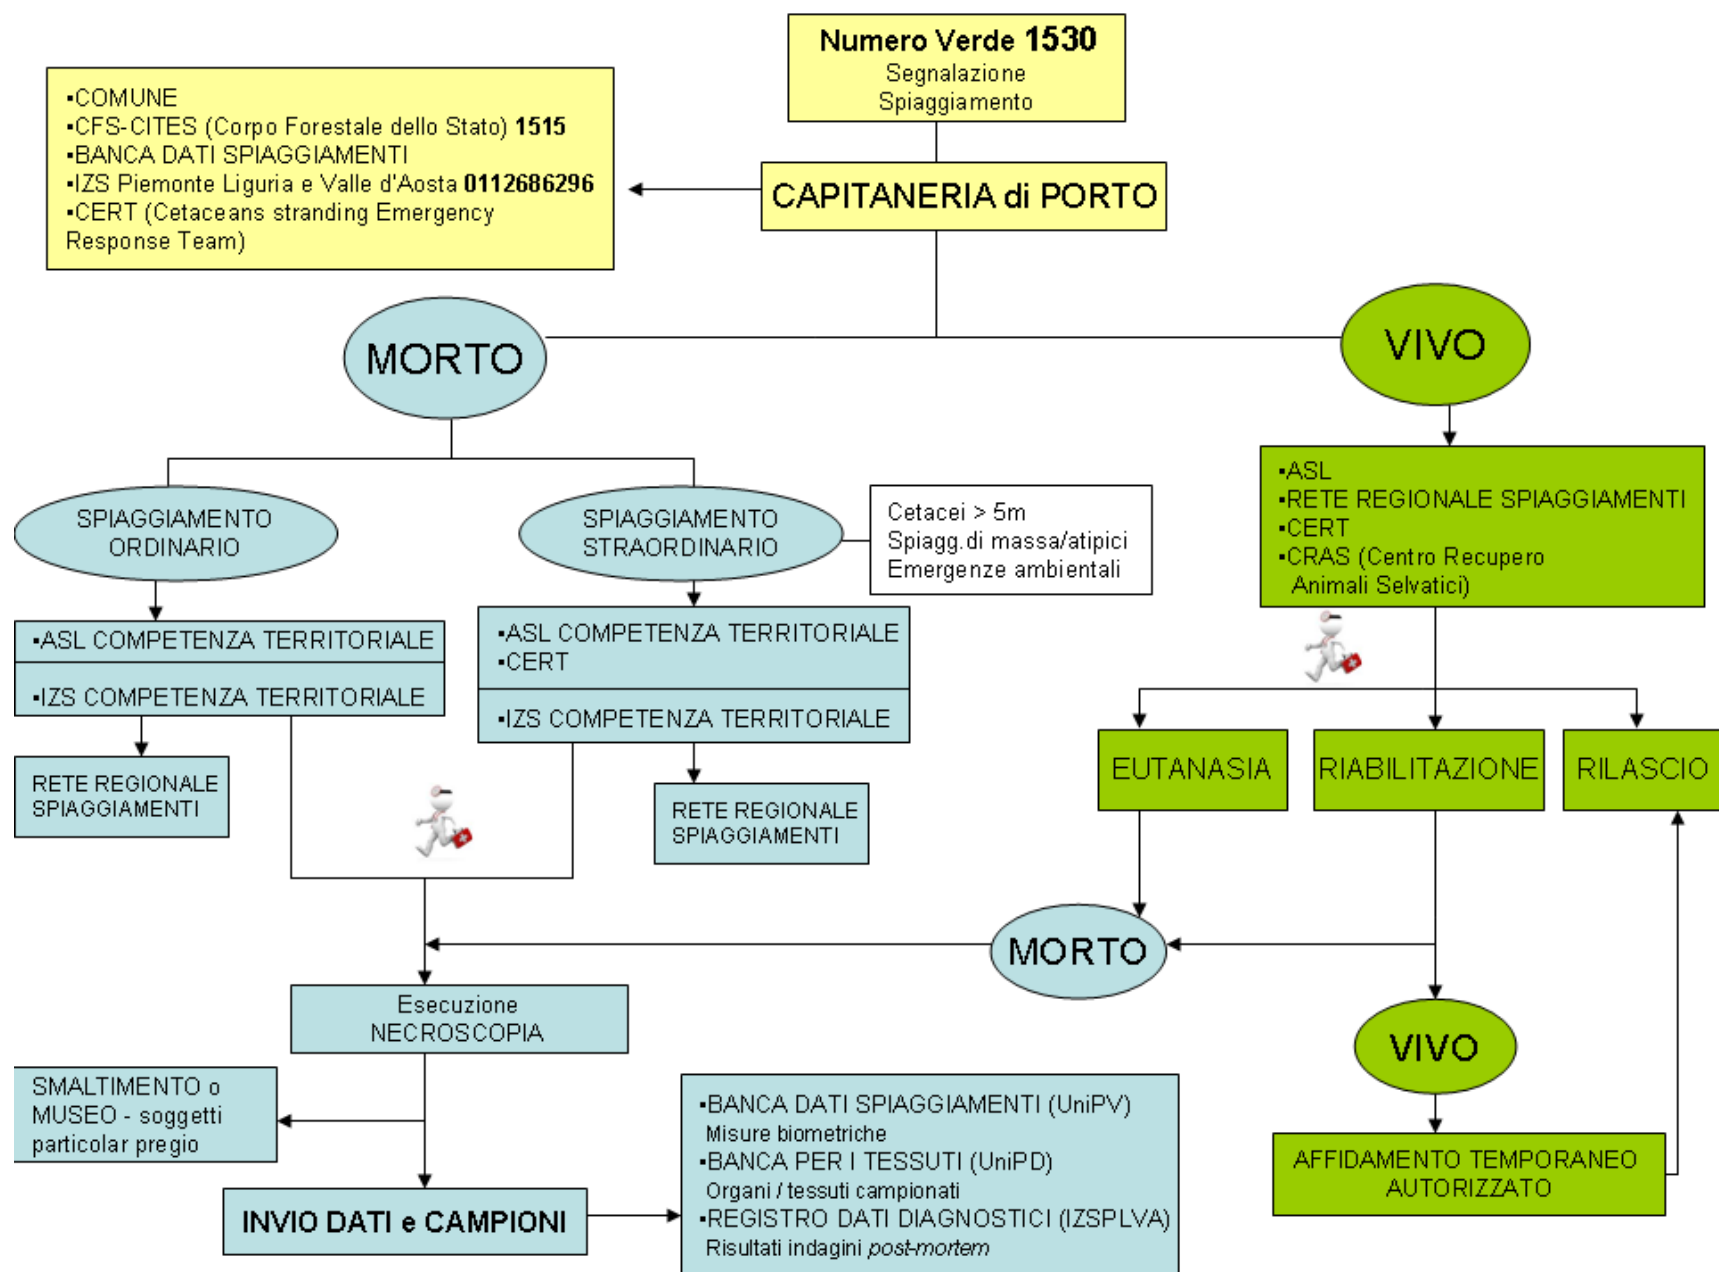 Numero Verde 1530
Segnalazione
Spiaggiamento
▪COMUNE
▪CFS-CITES (Corpo Forestale dello Stato) 1515
▪BANCA DATI SPIAGGIAMENTI
▪IZS Piemonte Liguria e Valle d'Aosta 0112686296
▪CERT (Cetaceans stranding Emergency
Response Team)
CAPITANERIA di PORTO
MORTO
VIVO
SPIAGGIAMENTO
ORDINARIO
SPIAGGIAMENTO
STRAORDINARIO
Cetacei > 5m
Spiagg.di massa/atipici
Emergenze ambientali
▪ASL
▪RETE REGIONALE SPIAGGIAMENTI
▪CERT
▪CRAS (Centro Recupero
Animali Selvatici)
▪ASL COMPETENZA TERRITORIALE
▪IZS COMPETENZA TERRITORIALE
▪ASL COMPETENZA TERRITORIALE
▪CERT
▪IZS COMPETENZA TERRITORIALE
RETE REGIONALE
SPIAGGIAMENTI
RETE REGIONALE
SPIAGGIAMENTI
EUTANASIA
RIABILITAZIONE
RILASCIO
MORTO
Esecuzione
NECROSCOPIA
VIVO
SMALTIMENTO o
MUSEO - soggetti
particolar pregio
▪BANCA DATI SPIAGGIAMENTI (UniPV)
Misure biometriche
▪BANCA PER I TESSUTI (UniPD)
Organi / tessuti campionati
▪REGISTRO DATI DIAGNOSTICI (IZSPLVA)
Risultati indagini post-mortem
AFFIDAMENTO TEMPORANEO
AUTORIZZATO
INVIO DATI e CAMPIONI